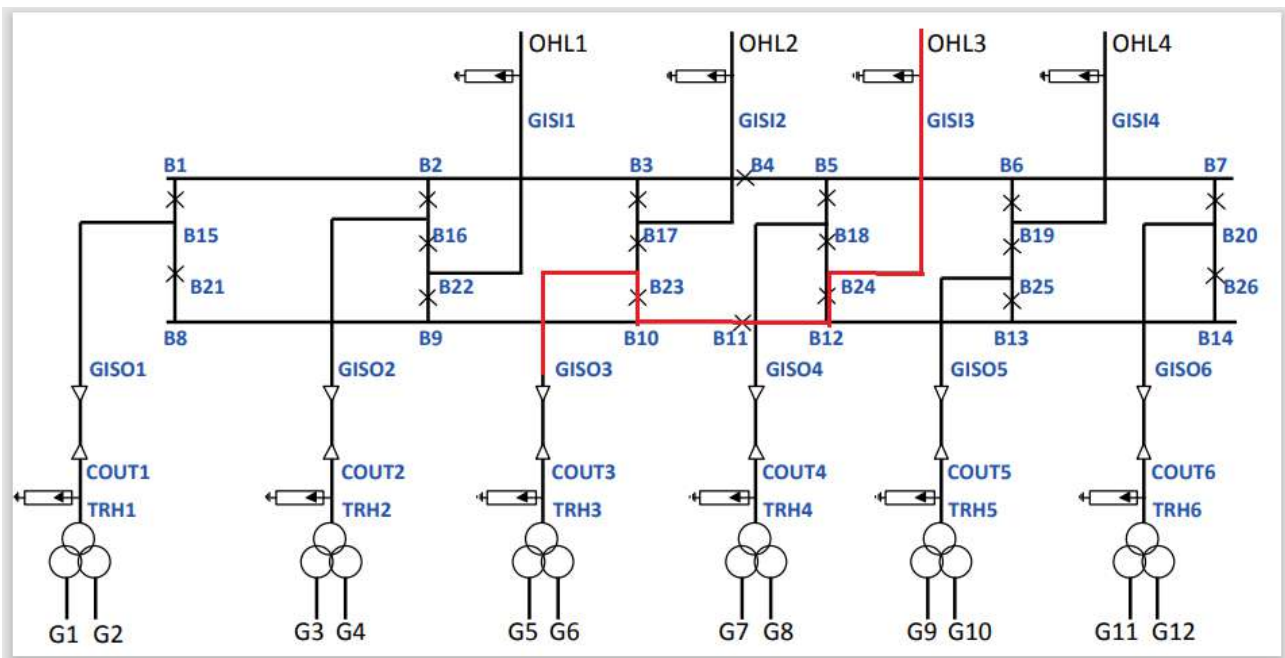 OHL1 OHL2 OHL3 OHL4
GISI1 GISI2 GISI3 GISI4
B1 B2 B3 B4 B5 B6 B7
B15 B16 B17 B18 B19 B20
B21 B22 B23 B24 B25 B26
B8 B9 B10 B11 B12 B13 B14
GISO1 GISO2 GISO3 GISO4 GISO5 GISO6
COUT1 COUT2 COUT3 COUT4 COUT5 COUT6
TRH1 TRH2 TRH3 TRH4 TRH5 TRH6
G1 G2 G3 G4 G5 G6 G7 G8 G9 G10 G11 G12